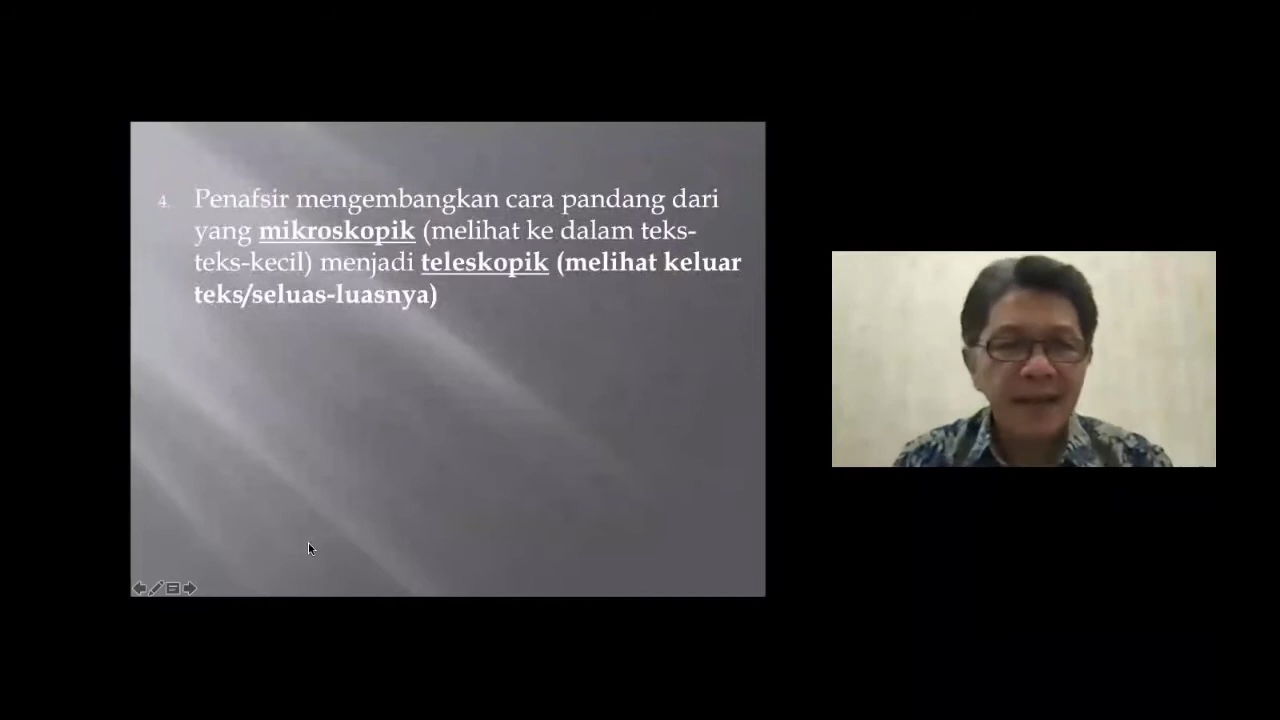 4. Penafsir mengembangkan cara pandang dari
yang mikroskopik (melihat ke dalam teks-
teks-kecil) menjadi teleskopik (melihat keluar
teks/seluas-luasnya)